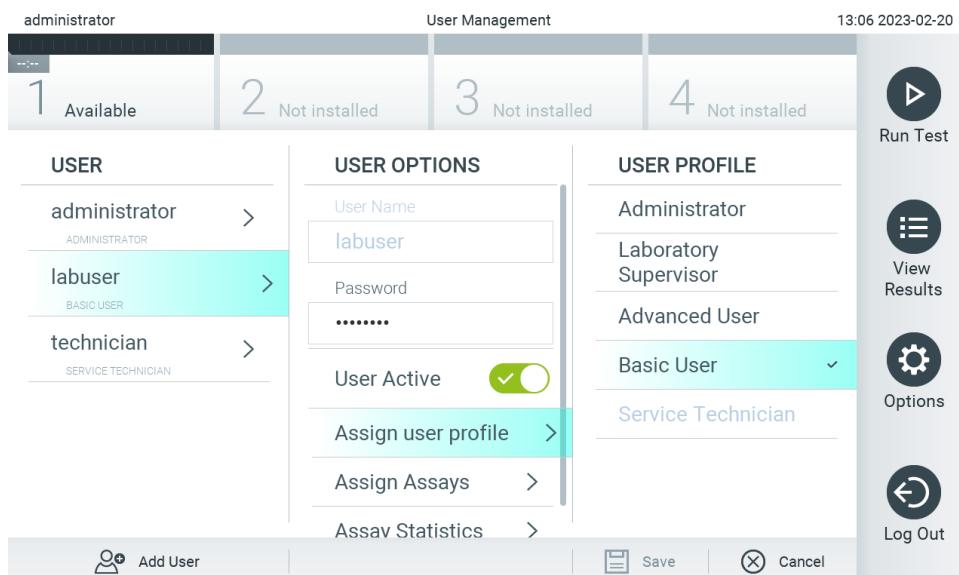 administrator User Management 13:06 2023-02-20
--:--
1 Available 2 Not installed 3 Not installed 4 Not installed
Run Test
USER
administrator
ADMINISTRATOR
labuser
BASIC USER
technician
SERVICE TECHNICIAN
USER OPTIONS
User Name
labuser
Password
••••••••
User Active
Assign user profile
Assign Assays
Assay Statistics
USER PROFILE
Administrator
Laboratory
Supervisor
Advanced User
Basic User
Service Technician
View
Results
Options
Log Out
Add User Save Cancel